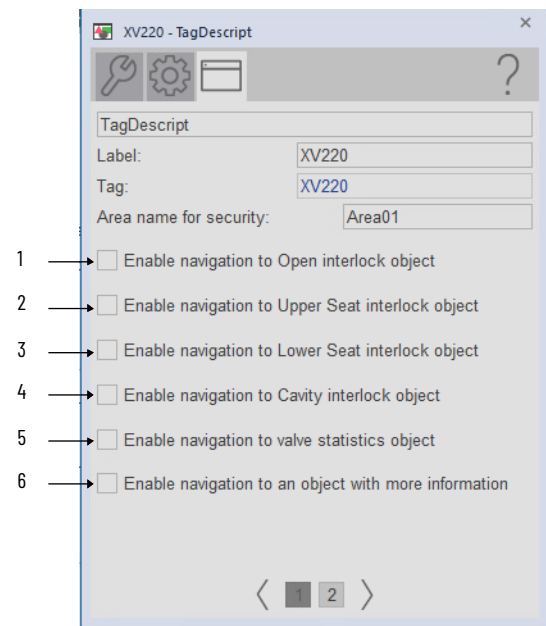 XV220 - TagDescript
×
?
TagDescript
Label: XV220
Tag: XV220
Area name for security: Area01
1 Enable navigation to Open interlock object
2 Enable navigation to Upper Seat interlock object
3 Enable navigation to Lower Seat interlock object
4 Enable navigation to Cavity interlock object
5 Enable navigation to valve statistics object
6 Enable navigation to an object with more information
1 2